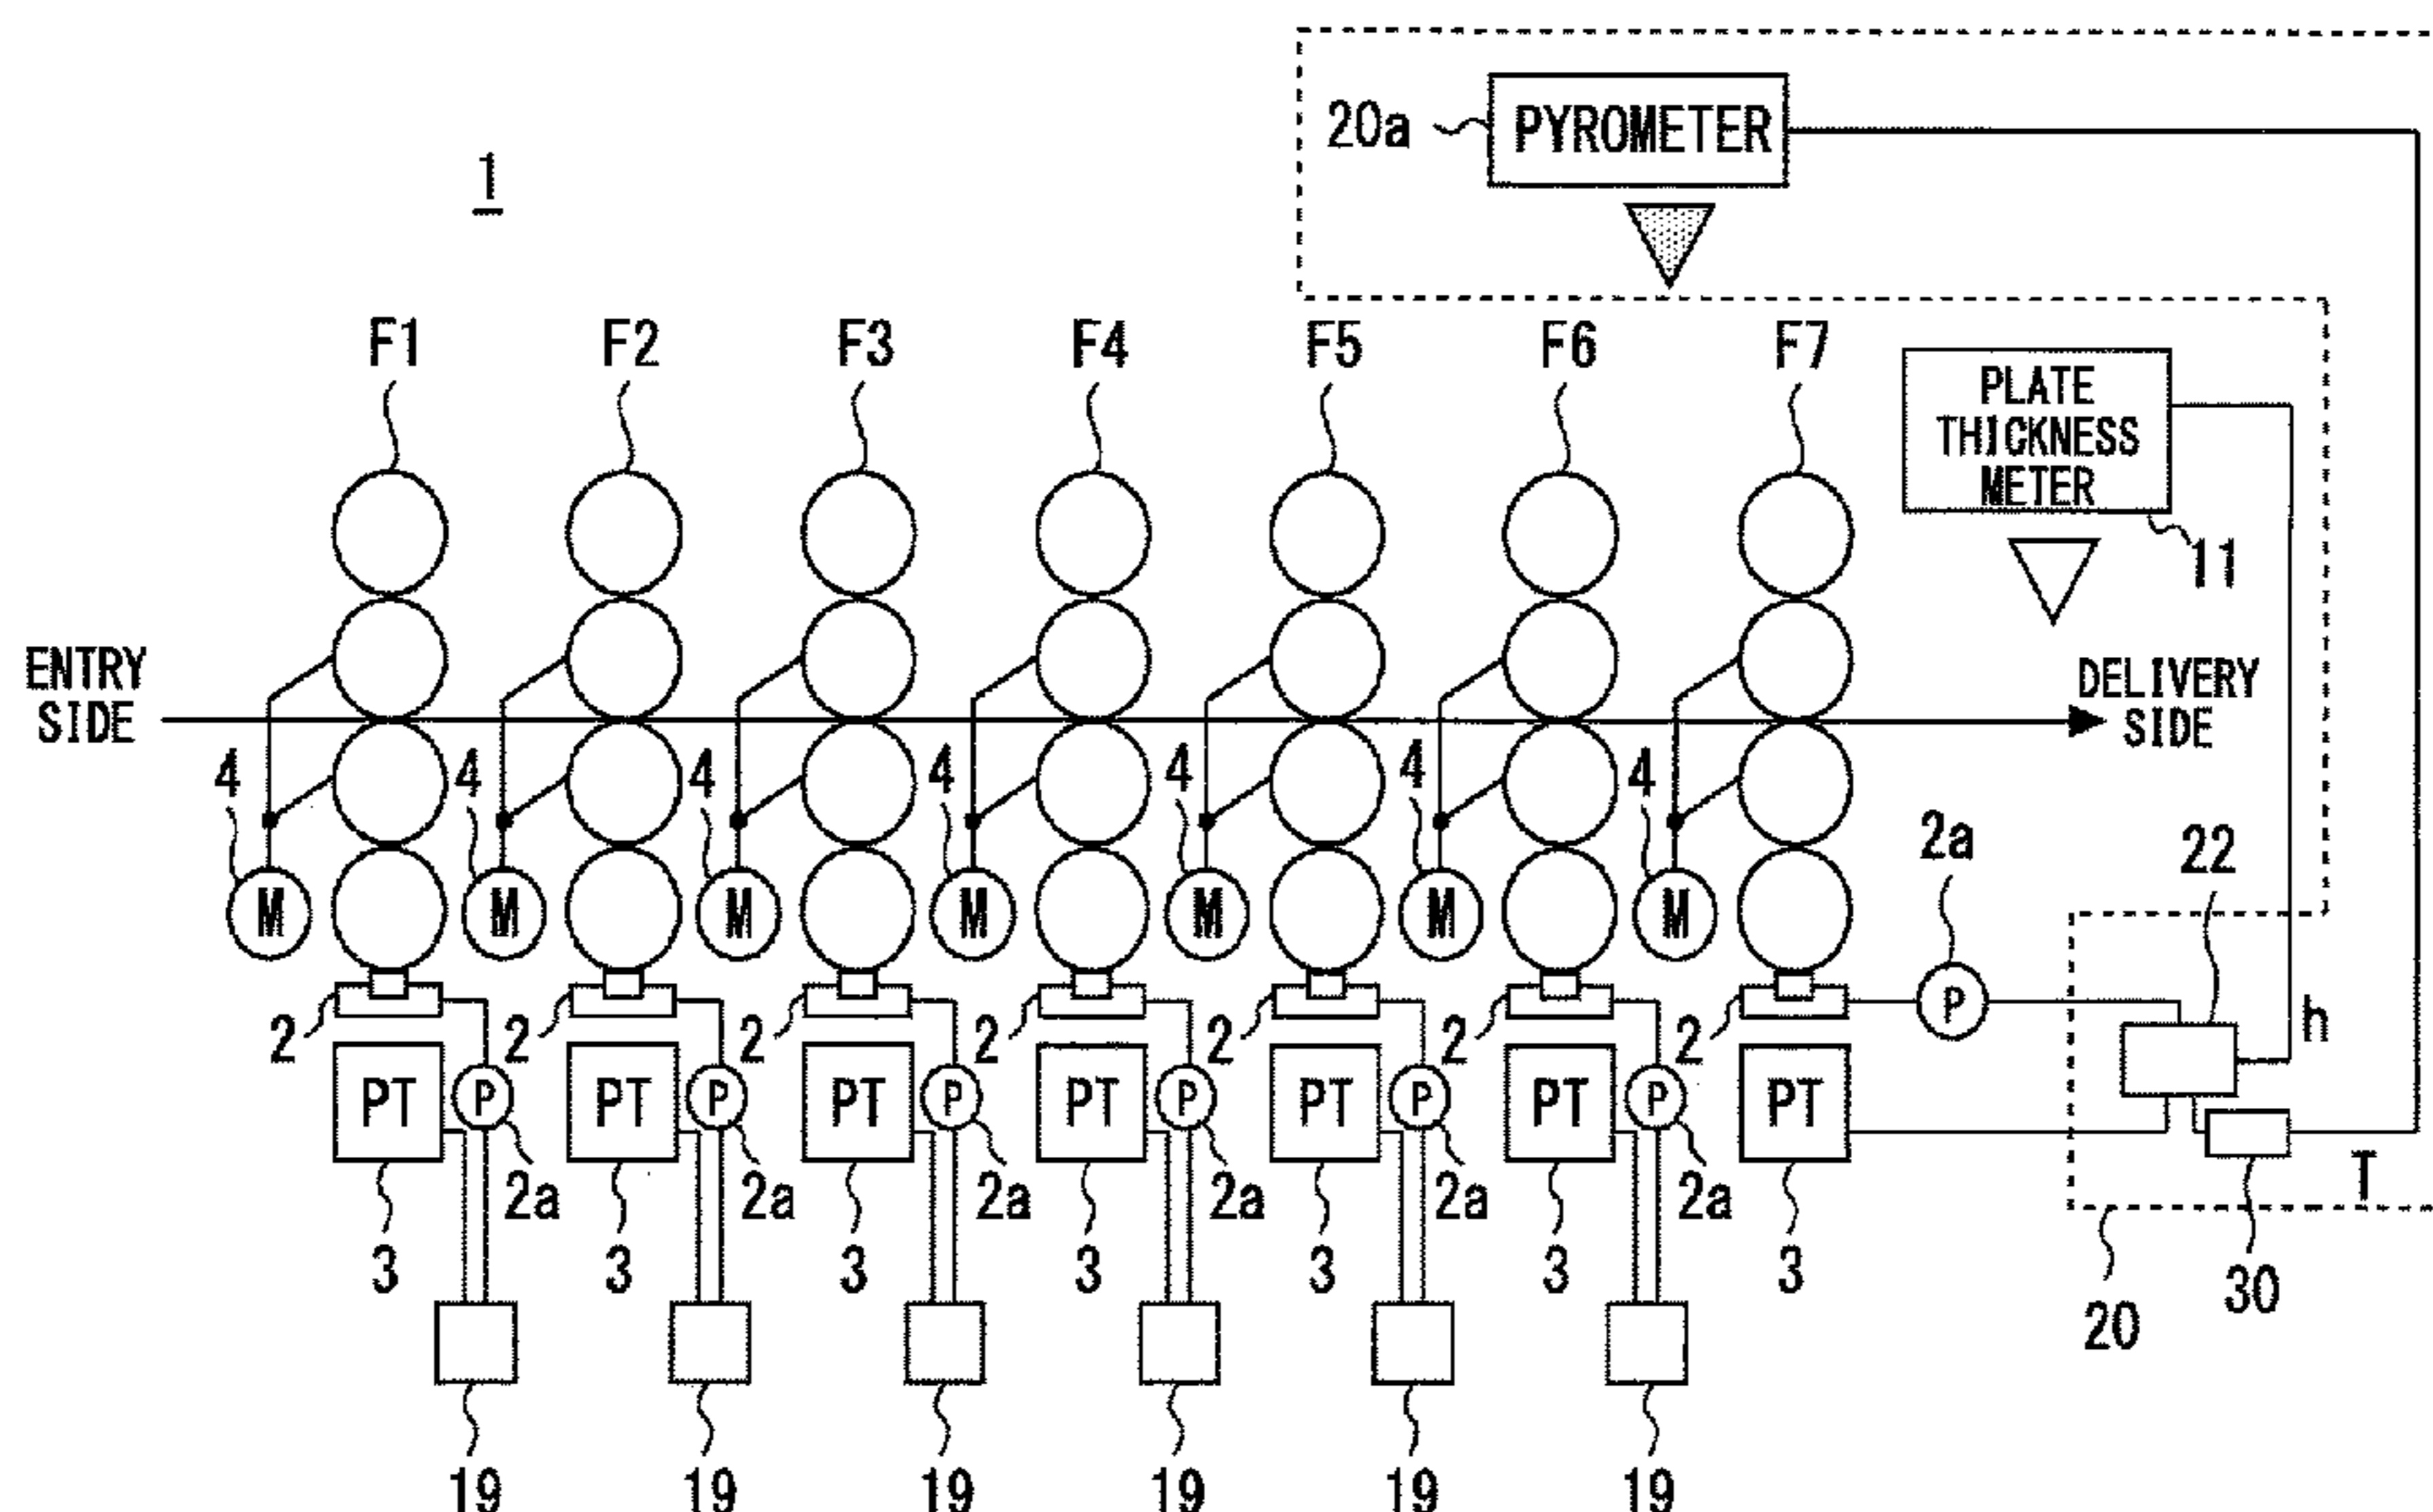 20a
PYROMETER
1
F1 F2 F3 F4 F5 F6 F7
PLATE
THICKNESS
METER
11
ENTRY
SIDE
DELIVERY
SIDE
4 4 4 4 4 4 4
2a
22
M M M M M M M
P
h
2 2 2 2 2 2 2
PT P PT P PT P PT P PT P PT P PT
T
2a 2a 2a 2a 2a 2a
3 3 3 3 3 3 3
30
20
19 19 19 19 19 19